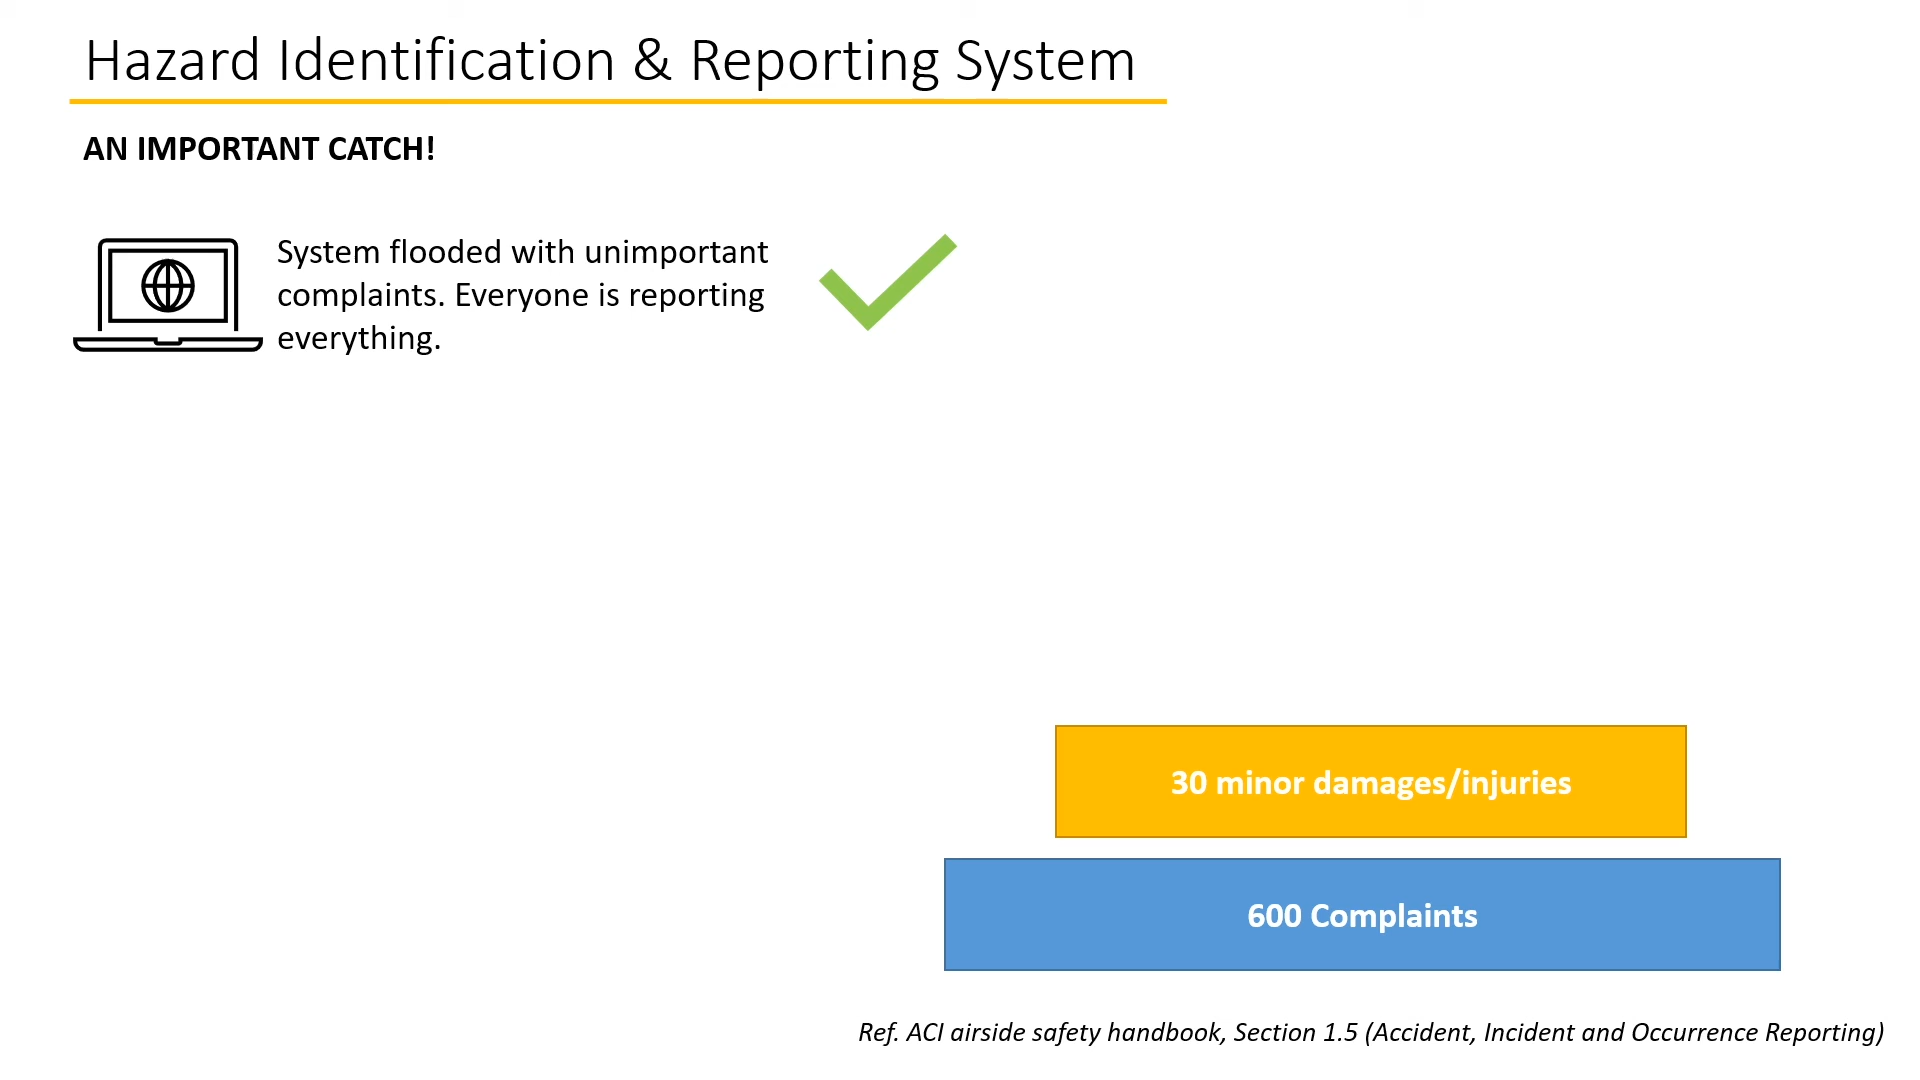 Hazard Identification & Reporting System
AN IMPORTANT CATCH!
System flooded with unimportant
complaints. Everyone is reporting
everything.
30 minor damages/injuries
600 Complaints
Ref. ACI airside safety handbook, Section 1.5 (Accident, Incident and Occurrence Reporting)